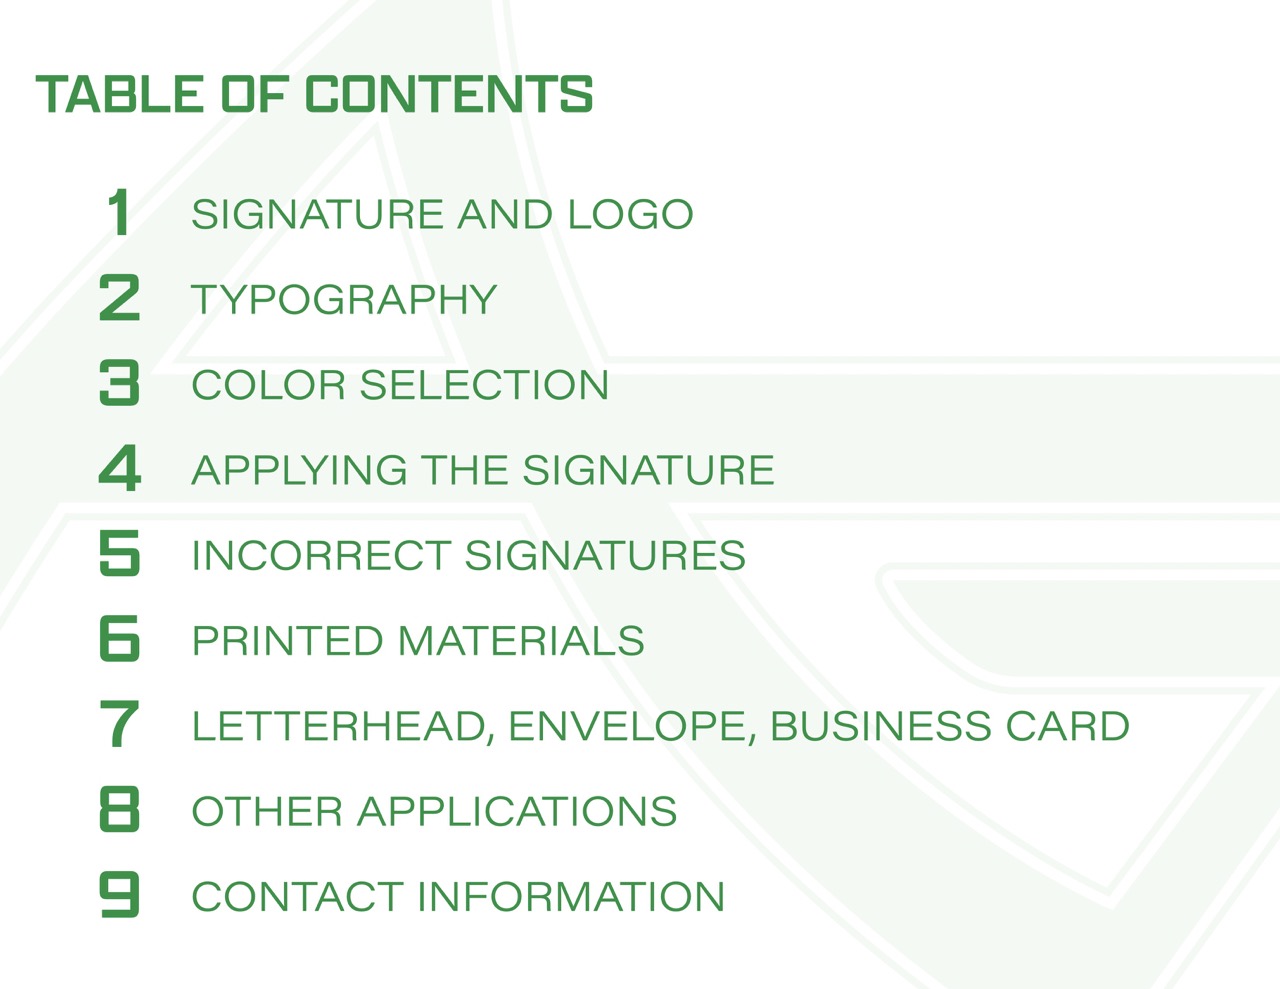 TABLE OF CONTENTS
1 SIGNATURE AND LOGO
2 TYPOGRAPHY
3 COLOR SELECTION
4 APPLYING THE SIGNATURE
5 INCORRECT SIGNATURES
6 PRINTED MATERIALS
7 LETTERHEAD, ENVELOPE, BUSINESS CARD
8 OTHER APPLICATIONS
9 CONTACT INFORMATION